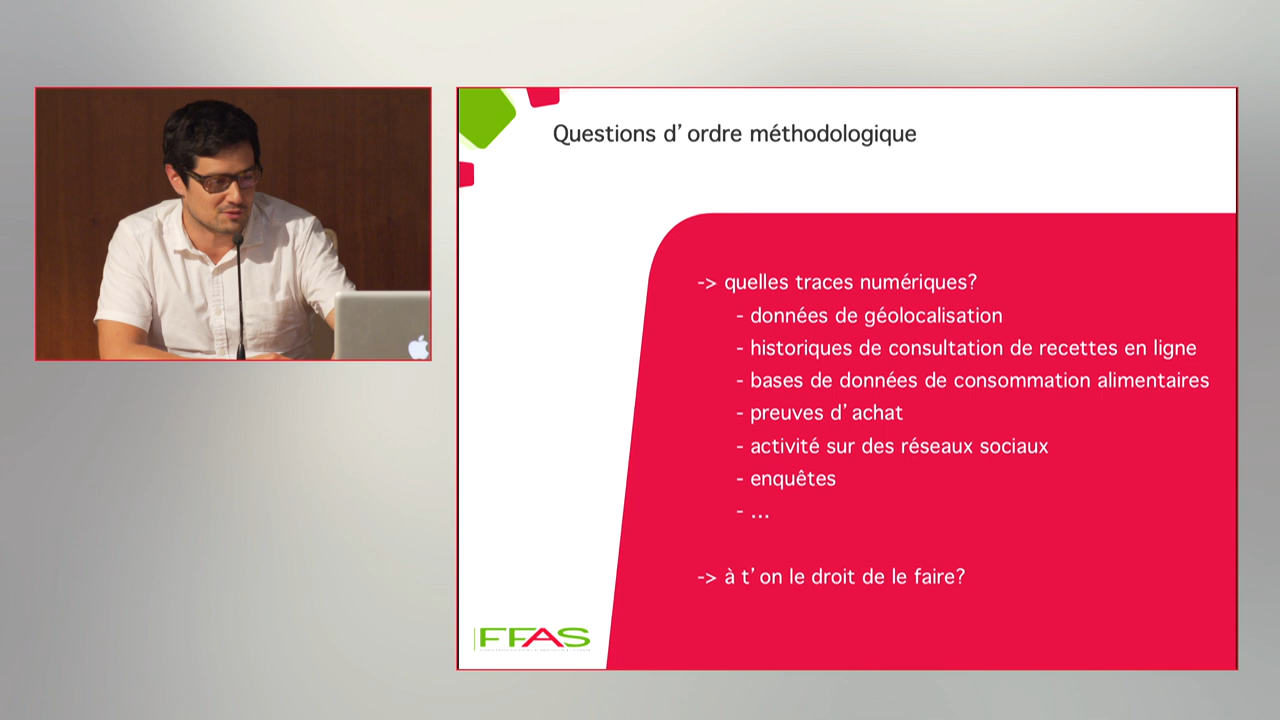 Questions d’ordre méthodologique
-> quelles traces numériques?
- données de géolocalisation
- historiques de consultation de recettes en ligne
- bases de données de consommation alimentaires
- preuves d’achat
- activité sur des réseaux sociaux
- enquêtes
- ...
-> à t’on le droit de le faire?
FFAS